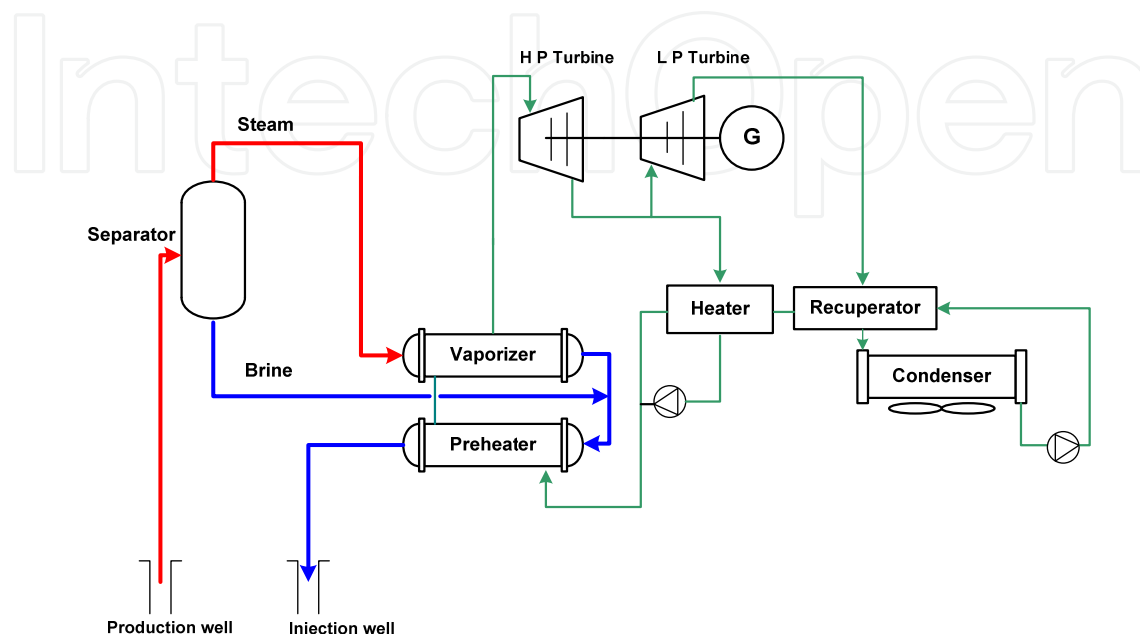 IntechOpen
H P Turbine
L P Turbine
Steam
G
Separator
Heater
Recuperator
Vaporizer
Brine
Condenser
Preheater
Production well
Injection well